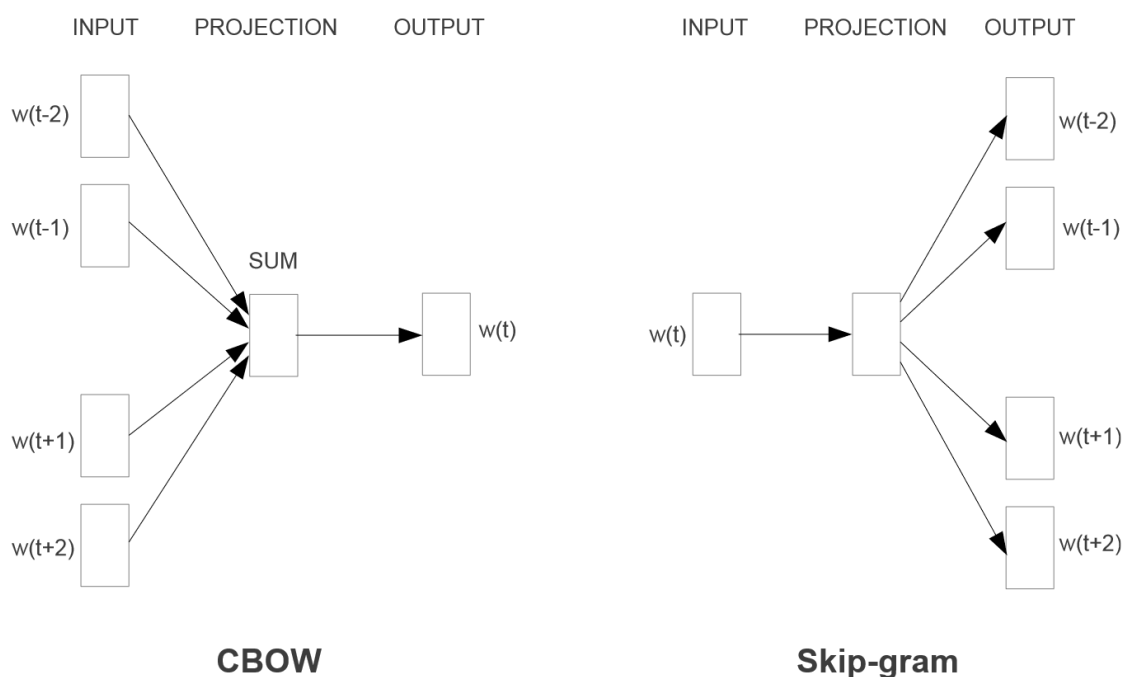 INPUT PROJECTION OUTPUT
w(t-2)
w(t-1)
SUM
w(t)
w(t+1)
w(t+2)
CBOW
INPUT PROJECTION OUTPUT
w(t-2)
w(t-1)
w(t)
w(t+1)
w(t+2)
Skip-gram